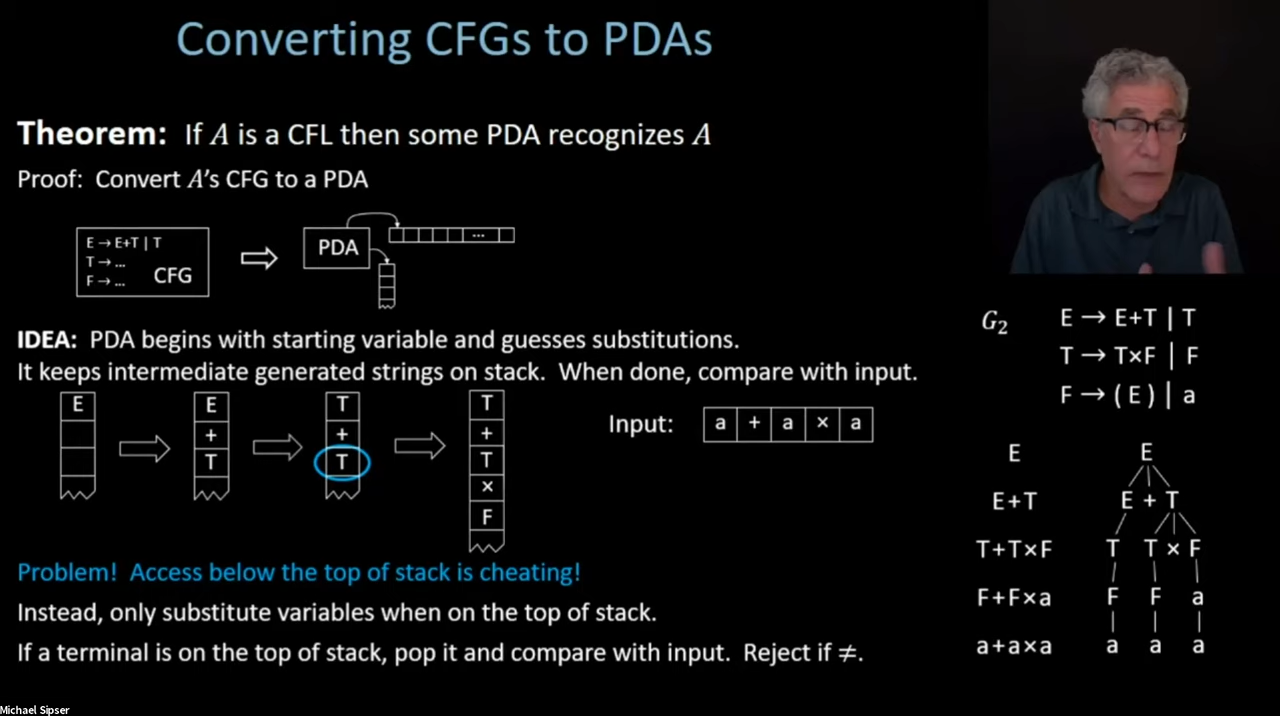 Converting CFGs to PDAs
Theorem: If A is a CFL then some PDA recognizes A
Proof: Convert A's CFG to a PDA
E → E+T | T
T → ...
F → ...
CFG
PDA
...
IDEA: PDA begins with starting variable and guesses substitutions.
It keeps intermediate generated strings on stack. When done, compare with input.
E
E
+
T
T
+
T
T
+
T
×
F
Input: a + a × a
Problem! Access below the top of stack is cheating!
Instead, only substitute variables when on the top of stack.
If a terminal is on the top of stack, pop it and compare with input. Reject if ≠.
G₂
E → E+T | T
T → T×F | F
F → ( E ) | a
E
E+T
T+T×F
F+F×a
a+a×a
E
E + T
T T × F
F F a
a a a
Michael Sipser